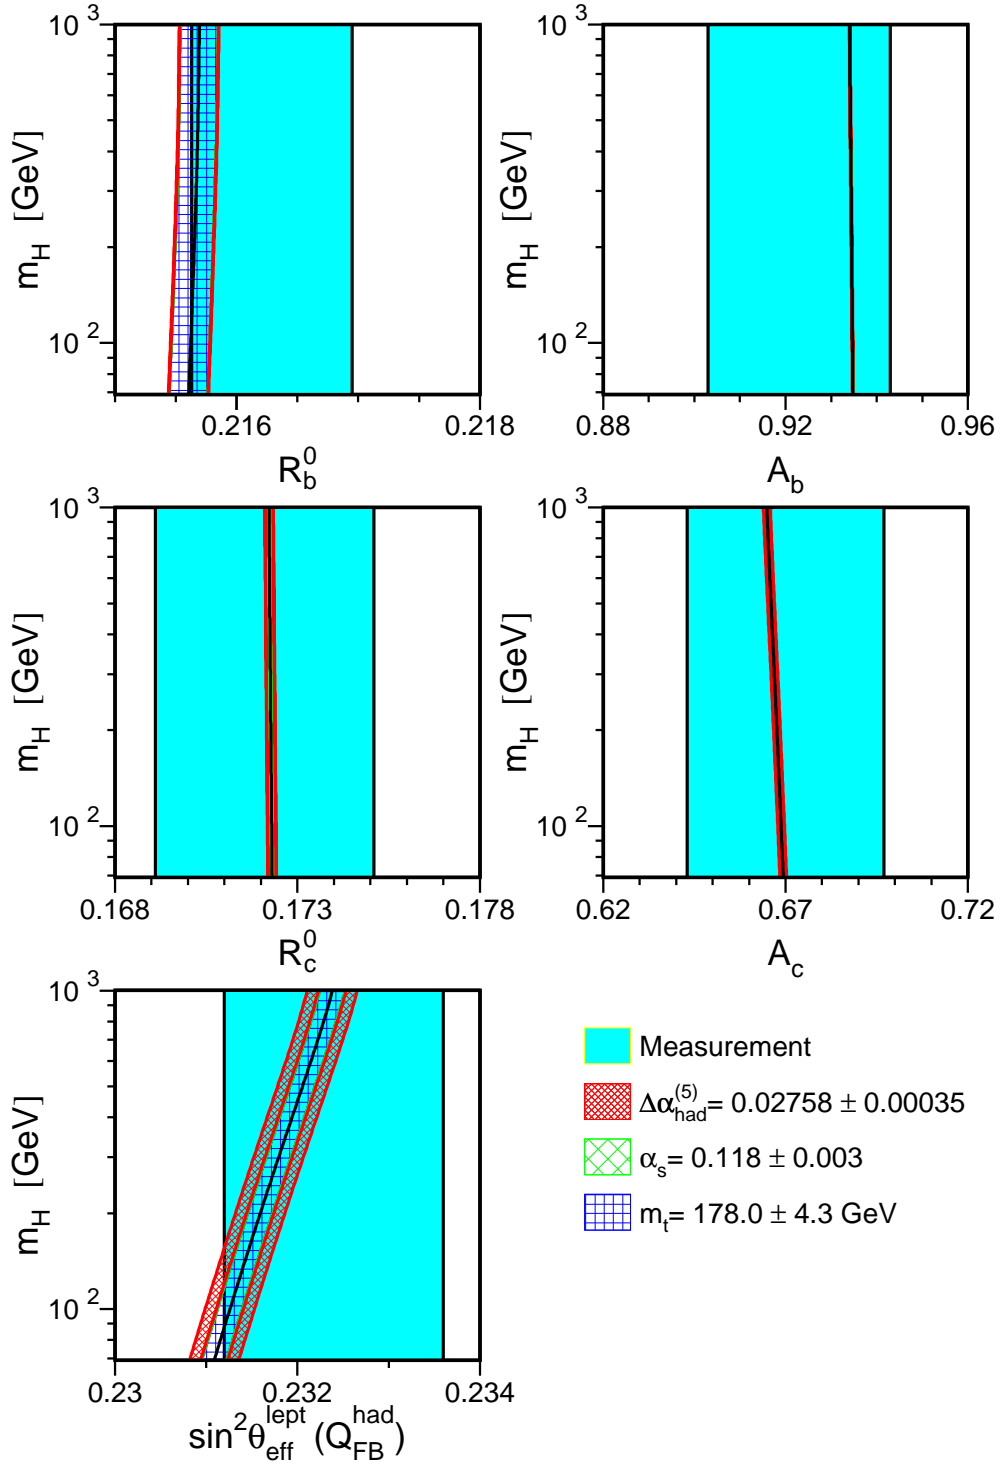 10³ 10³
m_H [GeV] m_H [GeV]
10² 10²
0.216 0.218 0.88 0.92 0.96
R_b^0 A_b
10³ 10³
m_H [GeV] m_H [GeV]
10² 10²
0.168 0.173 0.178 0.62 0.67 0.72
R_c^0 A_c
10³
m_H [GeV]
10²
0.23 0.232 0.234
sin²θ_eff^lept (Q_FB^had)
Measurement
Δα_had^(5)= 0.02758 ± 0.00035
α_s= 0.118 ± 0.003
m_t= 178.0 ± 4.3 GeV